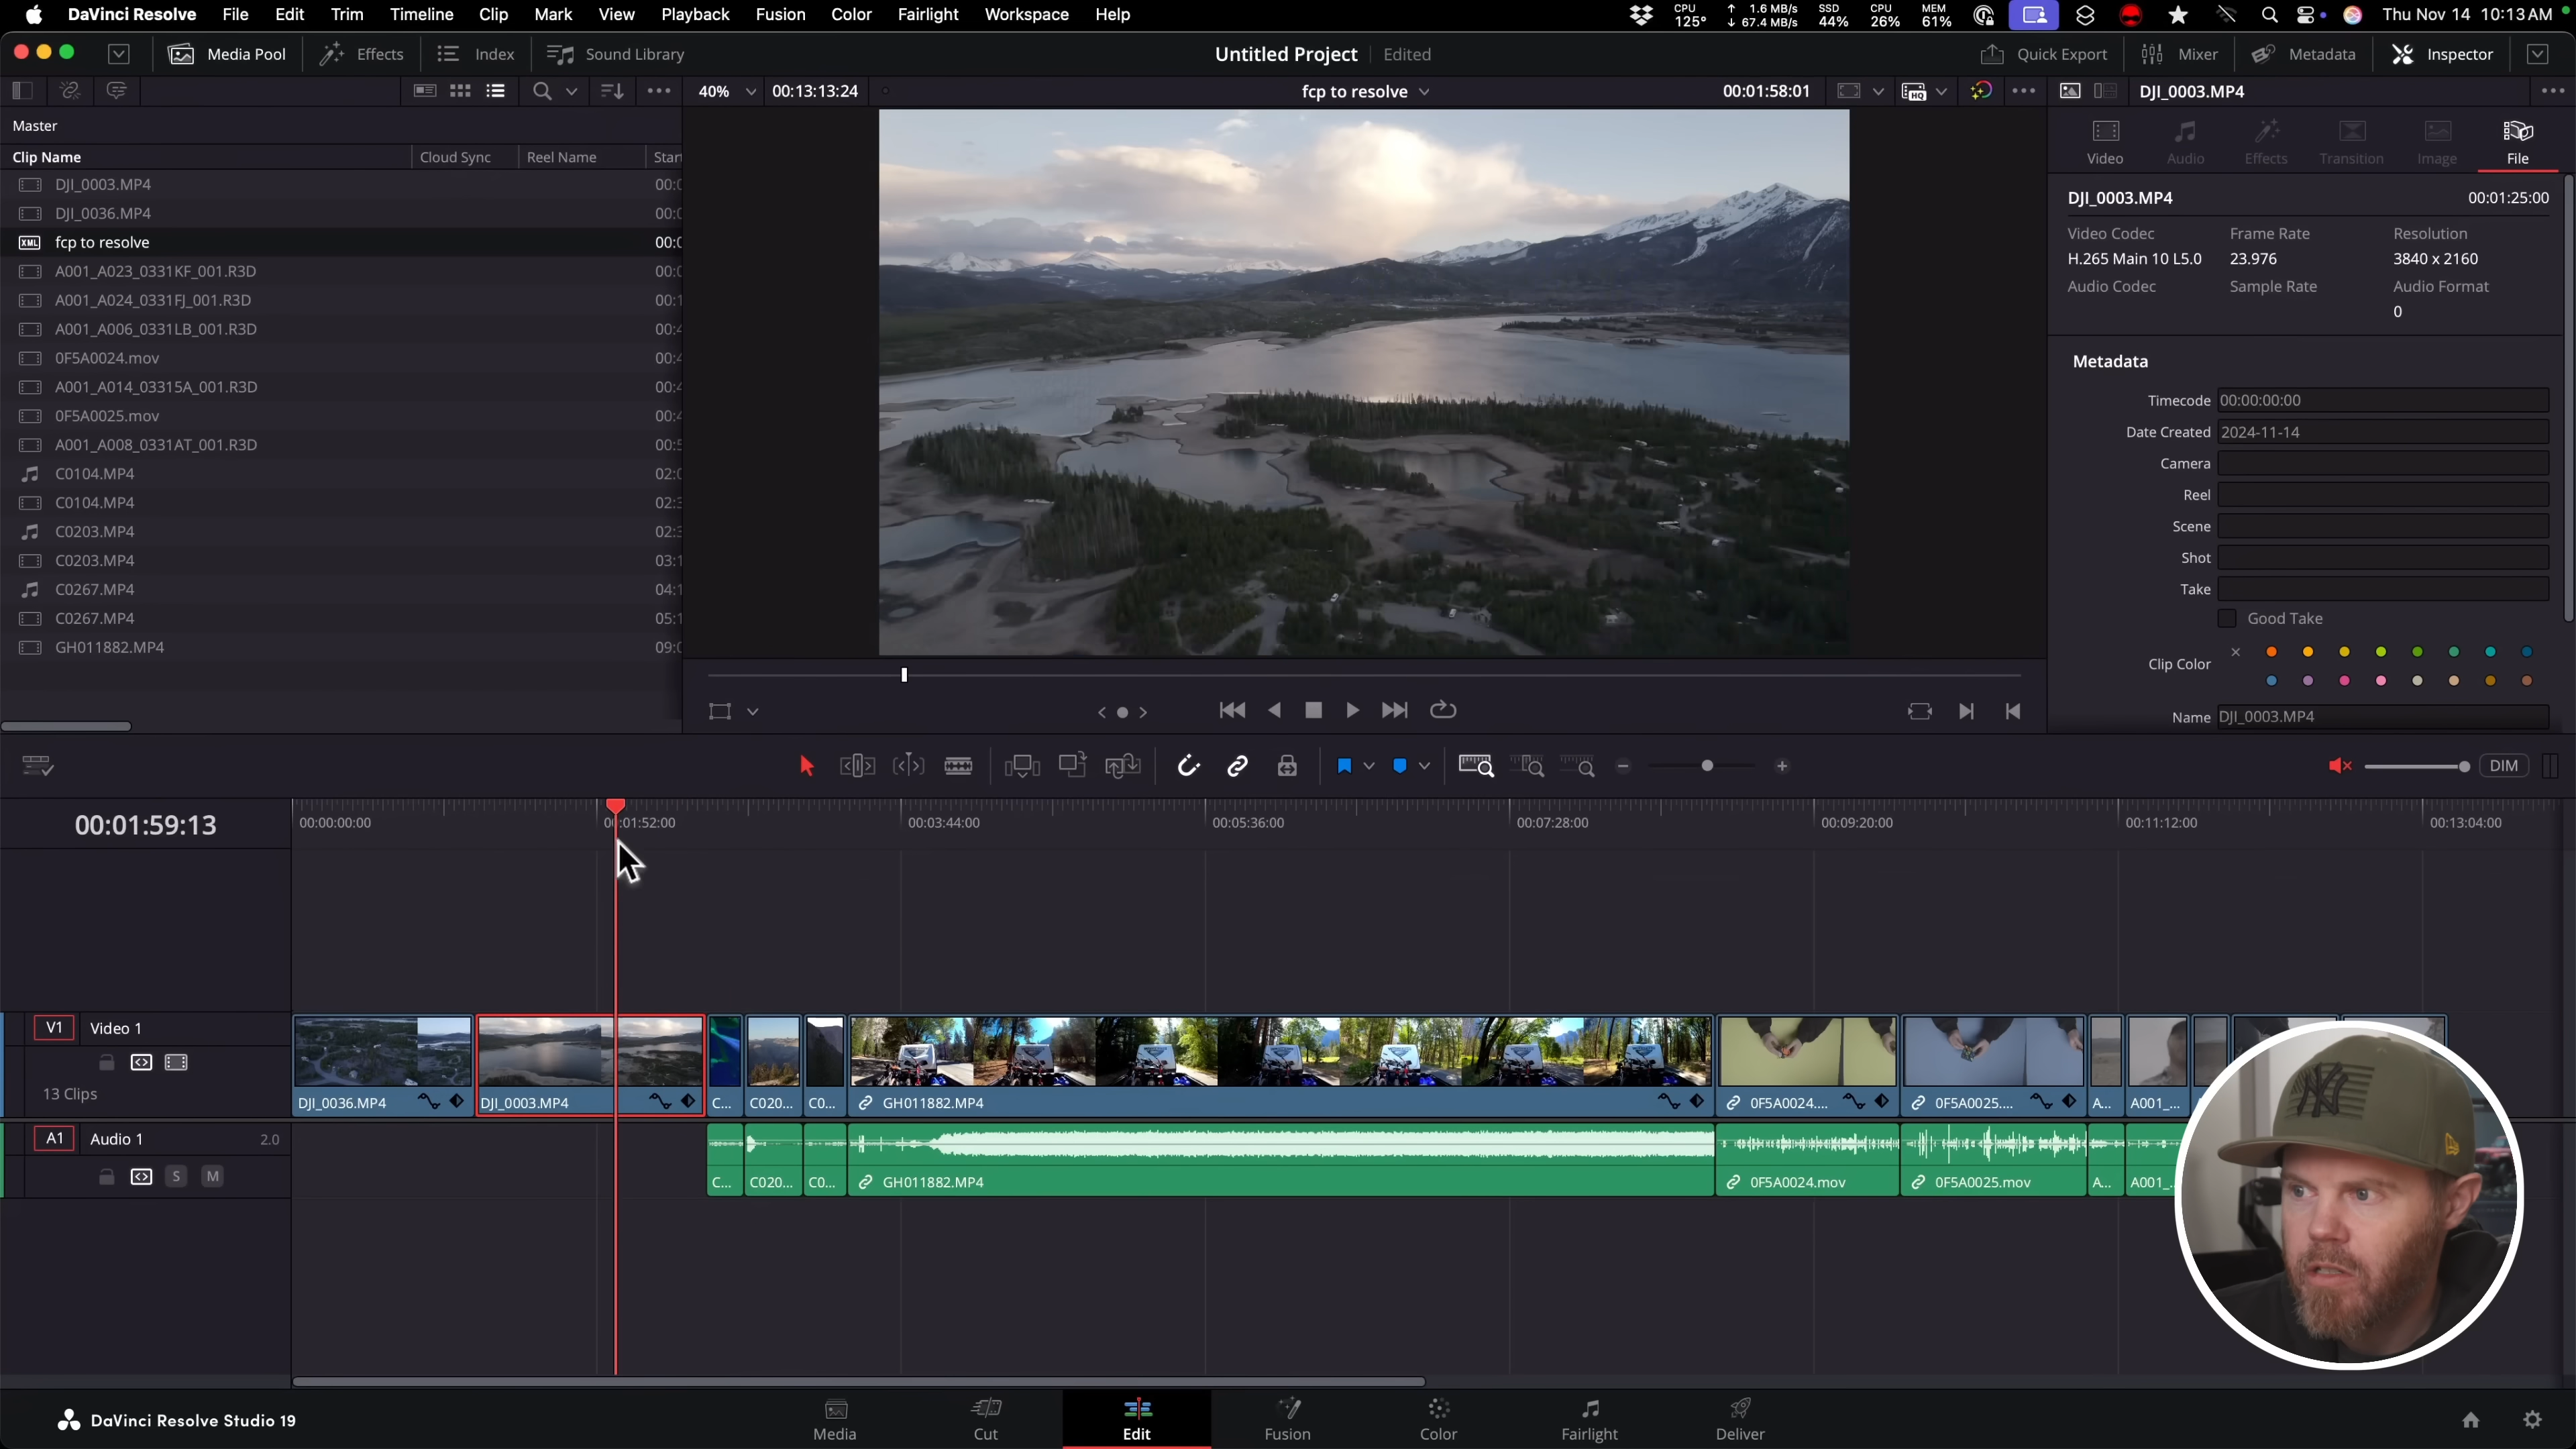 DaVinci Resolve File Edit Trim Timeline Clip Mark View Playback Fusion Color Fairlight Workspace Help
CPU 125° ↑ 1.6 MB/s ↓ 67.4 MB/s SSD 44% CPU 26% MEM 61% Thu Nov 14 10:13 AM
Media Pool Effects Index Sound Library Untitled Project Edited Quick Export Mixer Metadata Inspector
40% 00:13:13:24 fcp to resolve 00:01:58:01 HQ DJI_0003.MP4
Master
Clip Name Cloud Sync Reel Name Start
DJI_0003.MP4 00:0
DJI_0036.MP4 00:0
XML fcp to resolve 00:0
A001_A023_0331KF_001.R3D 00:0
A001_A024_0331FJ_001.R3D 00:1
A001_A006_0331LB_001.R3D 00:4
0F5A0024.mov 00:4
A001_A014_03315A_001.R3D 00:4
0F5A0025.mov 00:4
A001_A008_0331AT_001.R3D 00:5
C0104.MP4 02:0
C0104.MP4 02:3
C0203.MP4 02:3
C0203.MP4 03:1
C0267.MP4 04:1
C0267.MP4 05:1
GH011882.MP4 09:0
Video Audio Effects Transition Image File
DJI_0003.MP4 00:01:25:00
Video Codec Frame Rate Resolution
H.265 Main 10 L5.0 23.976 3840 x 2160
Audio Codec Sample Rate Audio Format
0
Metadata
Timecode 00:00:00:00
Date Created 2024-11-14
Camera
Reel
Scene
Shot
Take
Good Take
Clip Color
Name DJI_0003.MP4
DIM
00:01:59:13
00:00:00:00 00:01:52:00 00:03:44:00 00:05:36:00 00:07:28:00 00:09:20:00 00:11:12:00 00:13:04:00
V1 Video 1
13 Clips
DJI_0036.MP4 DJI_0003.MP4 C... C020... C0... GH011882.MP4 0F5A0024.... 0F5A0025.... A... A001_...
A1 Audio 1 2.0
S M
C... C020... C0... GH011882.MP4 0F5A0024.mov 0F5A0025.mov A... A001_
DaVinci Resolve Studio 19
Media Cut Edit Fusion Color Fairlight Deliver